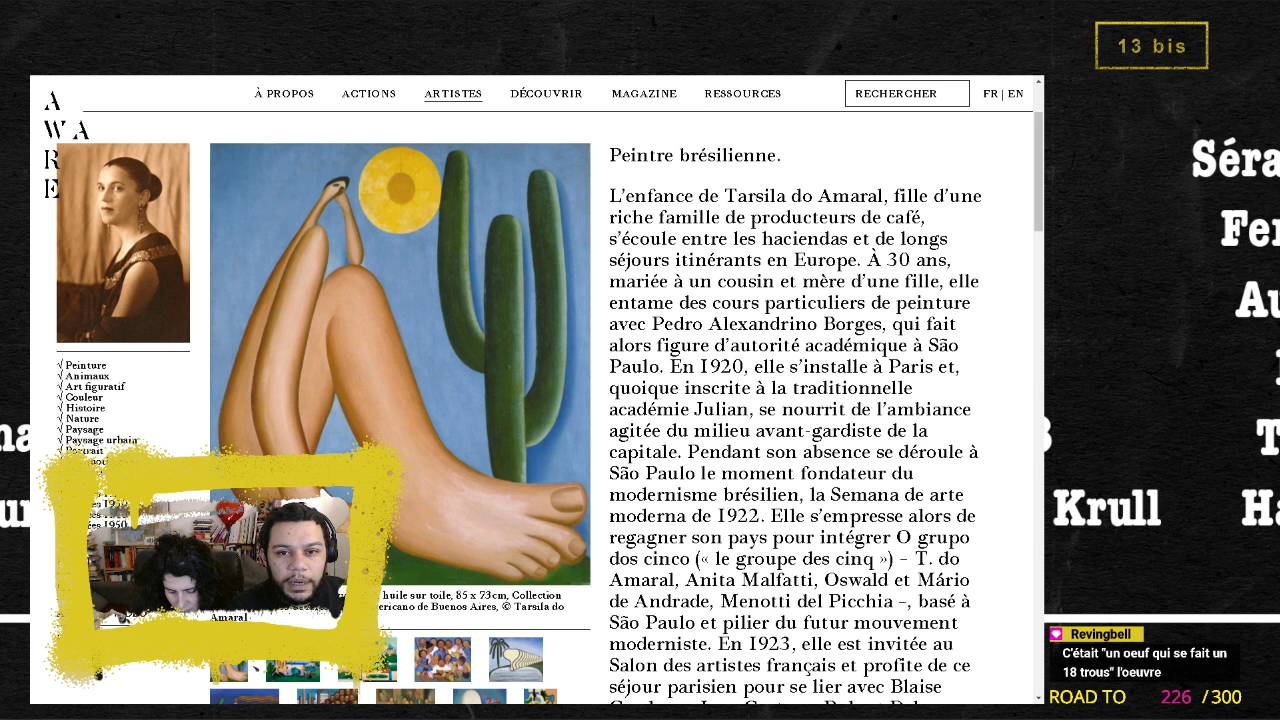 13 bis
A
W A
R
E
À PROPOS
ACTIONS
ARTISTES
DÉCOUVRIR
MAGAZINE
RESSOURCES
RECHERCHER
FR | EN
√ Peinture
√ Animaux
√ Art figuratif
√ Couleur
√ Histoire
√ Nature
√ Paysage
√ Paysage urbain
huile sur toile, 85 x 73cm, Collection
de Buenos Aires, © Tarsila do
Amaral
Peintre brésilienne.
L'enfance de Tarsila do Amaral, fille d'une
riche famille de producteurs de café,
s'écoule entre les haciendas et de longs
séjours itinérants en Europe. À 30 ans,
mariée à un cousin et mère d'une fille, elle
entame des cours particuliers de peinture
avec Pedro Alexandrino Borges, qui fait
alors figure d'autorité académique à São
Paulo. En 1920, elle s'installe à Paris et,
quoique inscrite à la traditionnelle
académie Julian, se nourrit de l'ambiance
agitée du milieu avant-gardiste de la
capitale. Pendant son absence se déroule à
São Paulo le moment fondateur du
modernisme brésilien, la Semana de arte
moderna de 1922. Elle s'empresse alors de
regagner son pays pour intégrer O grupo
dos cinco (« le groupe des cinq ») – T. do
Amaral, Anita Malfatti, Oswald et Mário
de Andrade, Menotti del Picchia –, basé à
São Paulo et pilier du futur mouvement
moderniste. En 1923, elle est invitée au
Salon des artistes français et profite de ce
séjour parisien pour se lier avec Blaise
Séra
Fer
Au
T
Krull
Ha
Revingbell
C'était "un oeuf qui se fait un
18 trous" l'oeuvre
ROAD TO 226 / 300